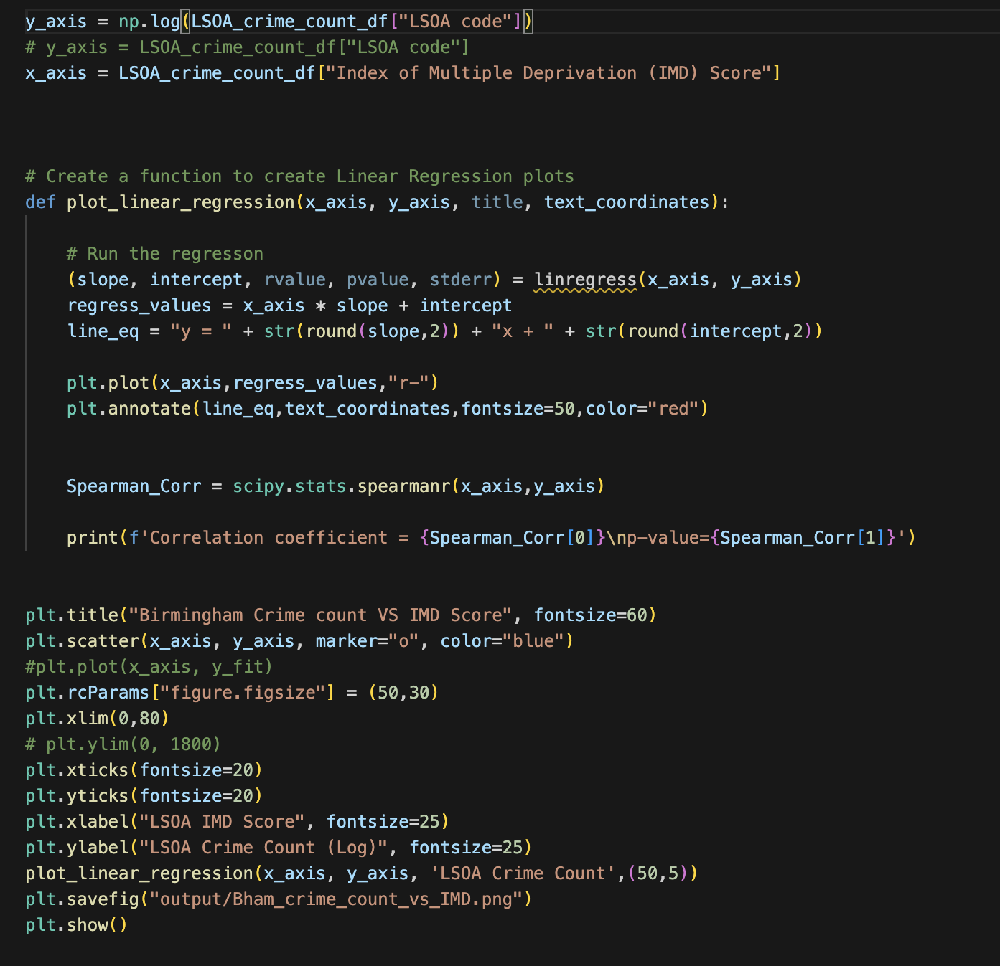 y_axis = np.log(LSOA_crime_count_df["LSOA code"])
# y_axis = LSOA_crime_count_df["LSOA code"]
x_axis = LSOA_crime_count_df["Index of Multiple Deprivation (IMD) Score"]
# Create a function to create Linear Regression plots
def plot_linear_regression(x_axis, y_axis, title, text_coordinates):
    # Run the regresson
    (slope, intercept, rvalue, pvalue, stderr) = linregress(x_axis, y_axis)
    regress_values = x_axis * slope + intercept
    line_eq = "y = " + str(round(slope,2)) + "x + " + str(round(intercept,2))
    plt.plot(x_axis,regress_values,"r-")
    plt.annotate(line_eq,text_coordinates,fontsize=50,color="red")
    Spearman_Corr = scipy.stats.spearmanr(x_axis,y_axis)
    print(f'Correlation coefficient = {Spearman_Corr[0]}\np-value={Spearman_Corr[1]}')
plt.title("Birmingham Crime count VS IMD Score", fontsize=60)
plt.scatter(x_axis, y_axis, marker="o", color="blue")
#plt.plot(x_axis, y_fit)
plt.rcParams["figure.figsize"] = (50,30)
plt.xlim(0,80)
# plt.ylim(0, 1800)
plt.xticks(fontsize=20)
plt.yticks(fontsize=20)
plt.xlabel("LSOA IMD Score", fontsize=25)
plt.ylabel("LSOA Crime Count (Log)", fontsize=25)
plot_linear_regression(x_axis, y_axis, 'LSOA Crime Count',(50,5))
plt.savefig("output/Bham_crime_count_vs_IMD.png")
plt.show()